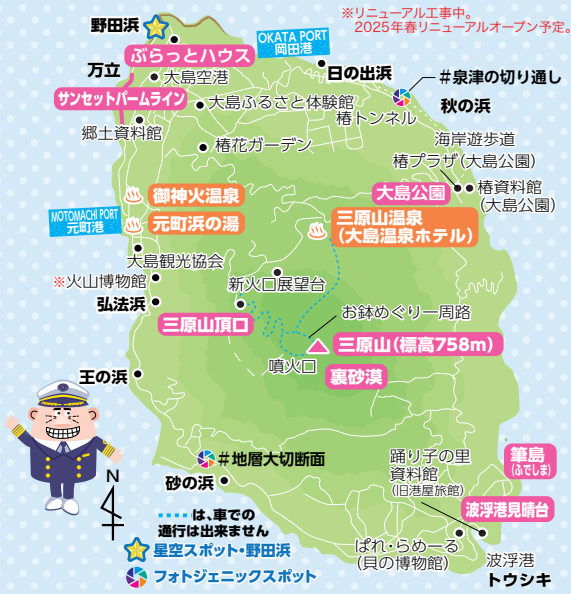 ※リニューアル工事中。
2025年春リニューアルオープン予定。
野田浜
ぶらっとハウス
OKATA PORT
岡田港
万立
大島空港
日の出浜
#泉津の切り通し
サンセットパームライン
大島ふるさと体験館
秋の浜
椿トンネル
郷土資料館
椿花ガーデン
海岸遊歩道
椿プラザ(大島公園)
大島公園
椿資料館
(大島公園)
御神火温泉
MOTOMACHI PORT
元町港
元町浜の湯
三原山温泉
(大島温泉ホテル)
大島観光協会
※火山博物館
新火口展望台
弘法浜
お鉢めぐり一周路
三原山頂口
三原山(標高758m)
噴火口
裏砂漠
王の浜
#地層大切断面
砂の浜
踊り子の里
資料館
(旧港屋旅館)
筆島
(ふでしま)
波浮港見晴台
N
は、車での
通行は出来ません
星空スポット・野田浜
フォトジェニックスポット
ぱれ・らめーる
(貝の博物館)
波浮港
トウシキ